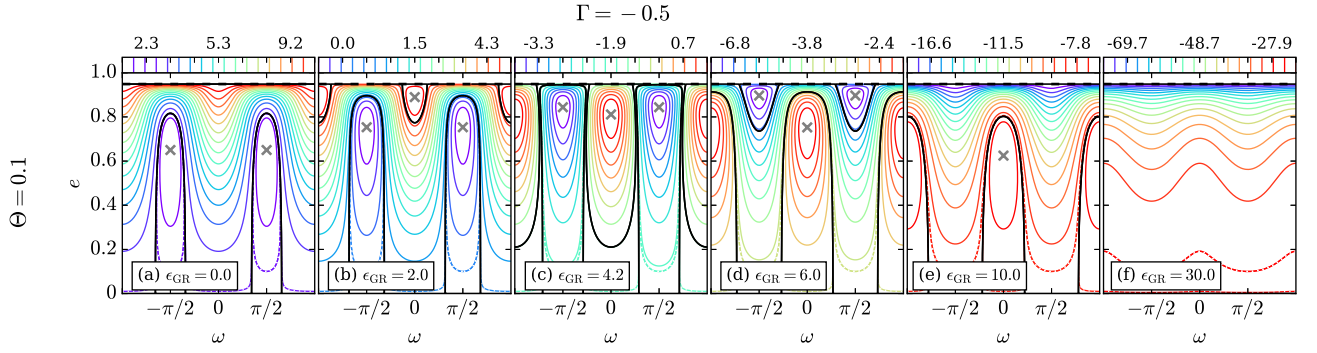 Γ = − 0.5
2.3 5.3 9.2 0.0 1.5 4.3 -3.3 -1.9 0.7 -6.8 -3.8 -2.4 -16.6 -11.5 -7.8 -69.7 -48.7 -27.9
1.0
0.8
0.6
0.4
0.2
0
e
Θ = 0.1
(a) ϵGR = 0.0
(b) ϵGR = 2.0
(c) ϵGR = 4.2
(d) ϵGR = 6.0
(e) ϵGR = 10.0
(f) ϵGR = 30.0
−π/2 0 π/2 −π/2 0 π/2 −π/2 0 π/2 −π/2 0 π/2 −π/2 0 π/2 −π/2 0 π/2
ω ω ω ω ω ω